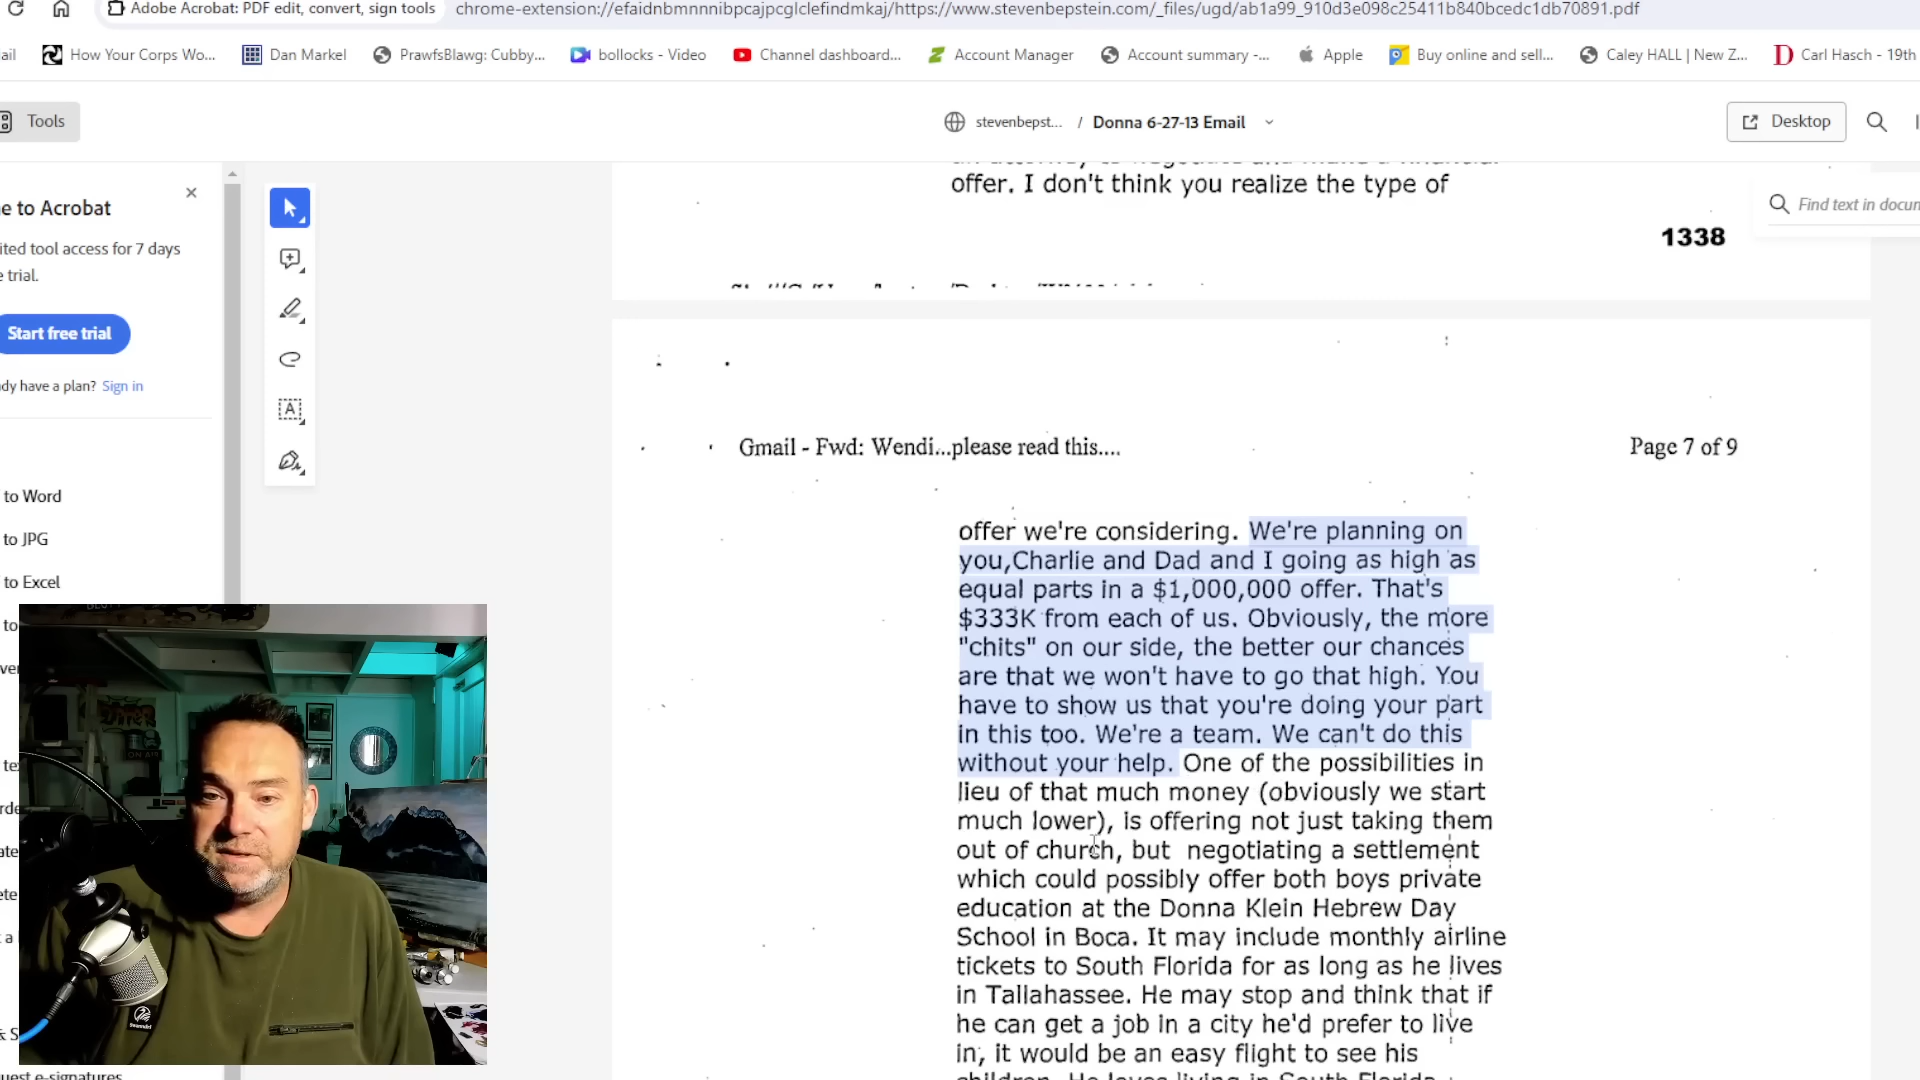 Adobe Acrobat: PDF edit, convert, sign tools
chrome-extension://efaidnbmnnnibpcajpcglclefindmkaj/https://www.stevenbepstein.com/_files/ugd/ab1a99_910d3e098c25411b840bcedc1db70891.pdf
ail
How Your Corps Wo...
Dan Markel
PrawfsBlawg: Cubby,...
bollocks - Video
Channel dashboard...
Account Manager
Account summary -...
Apple
Buy online and sell...
Caley HALL | New Z...
Carl Hasch - 19th
Tools
stevenbepst... / Donna 6-27-13 Email
Desktop
e to Acrobat
ited tool access for 7 days
e trial.
Start free trial
dy have a plan? Sign in
to Word
to JPG
to Excel
Find text in docum
offer. I don't think you realize the type of
1338
Gmail - Fwd: Wendi...please read this....
Page 7 of 9
offer we're considering. We're planning on
you,Charlie and Dad and I going as high as
equal parts in a $1,000,000 offer. That's
$333K from each of us. Obviously, the more
"chits" on our side, the better our chances
are that we won't have to go that high. You
have to show us that you're doing your part
in this too. We're a team. We can't do this
without your help. One of the possibilities in
lieu of that much money (obviously we start
much lower), is offering not just taking them
out of church, but negotiating a settlement
which could possibly offer both boys private
education at the Donna Klein Hebrew Day
School in Boca. It may include monthly airline
tickets to South Florida for as long as he lives
in Tallahassee. He may stop and think that if
he can get a job in a city he'd prefer to live
in, it would be an easy flight to see his
children. He loves living in South Florida
uest e-signatures